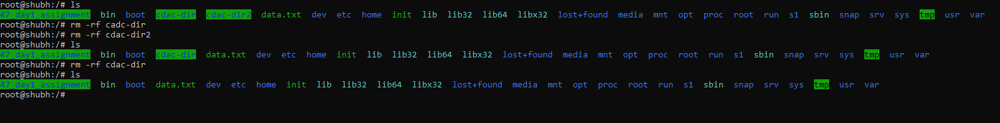 root@shubh:/# ls
47_day1_assignment bin boot cdac-dir cdac-dir2 data.txt dev etc home init lib lib32 lib64 libx32 lost+found media mnt opt proc root run s1 sbin snap srv sys tmp usr var
root@shubh:/# rm -rf cadc-dir
root@shubh:/# rm -rf cdac-dir2
root@shubh:/# ls
47_day1_assignment bin boot cdac-dir data.txt dev etc home init lib lib32 lib64 libx32 lost+found media mnt opt proc root run s1 sbin snap srv sys tmp usr var
root@shubh:/# rm -rf cdac-dir
root@shubh:/# ls
47_day1_assignment bin boot data.txt dev etc home init lib lib32 lib64 libx32 lost+found media mnt opt proc root run s1 sbin snap srv sys tmp usr var
root@shubh:/#